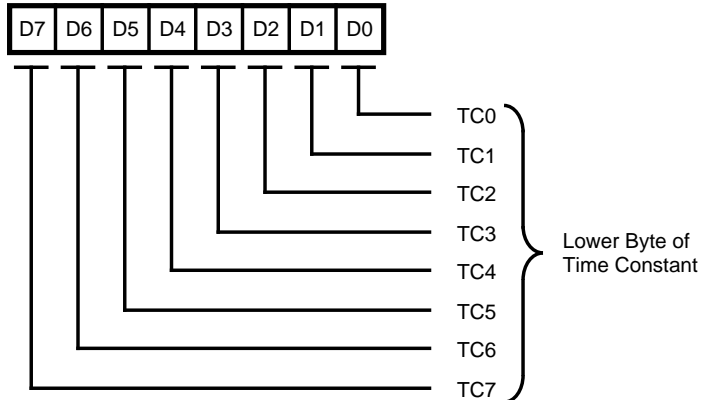 D7 D6 D5 D4 D3 D2 D1 D0
TC0
TC1
TC2
TC3
Lower Byte of
Time Constant
TC4
TC5
TC6
TC7